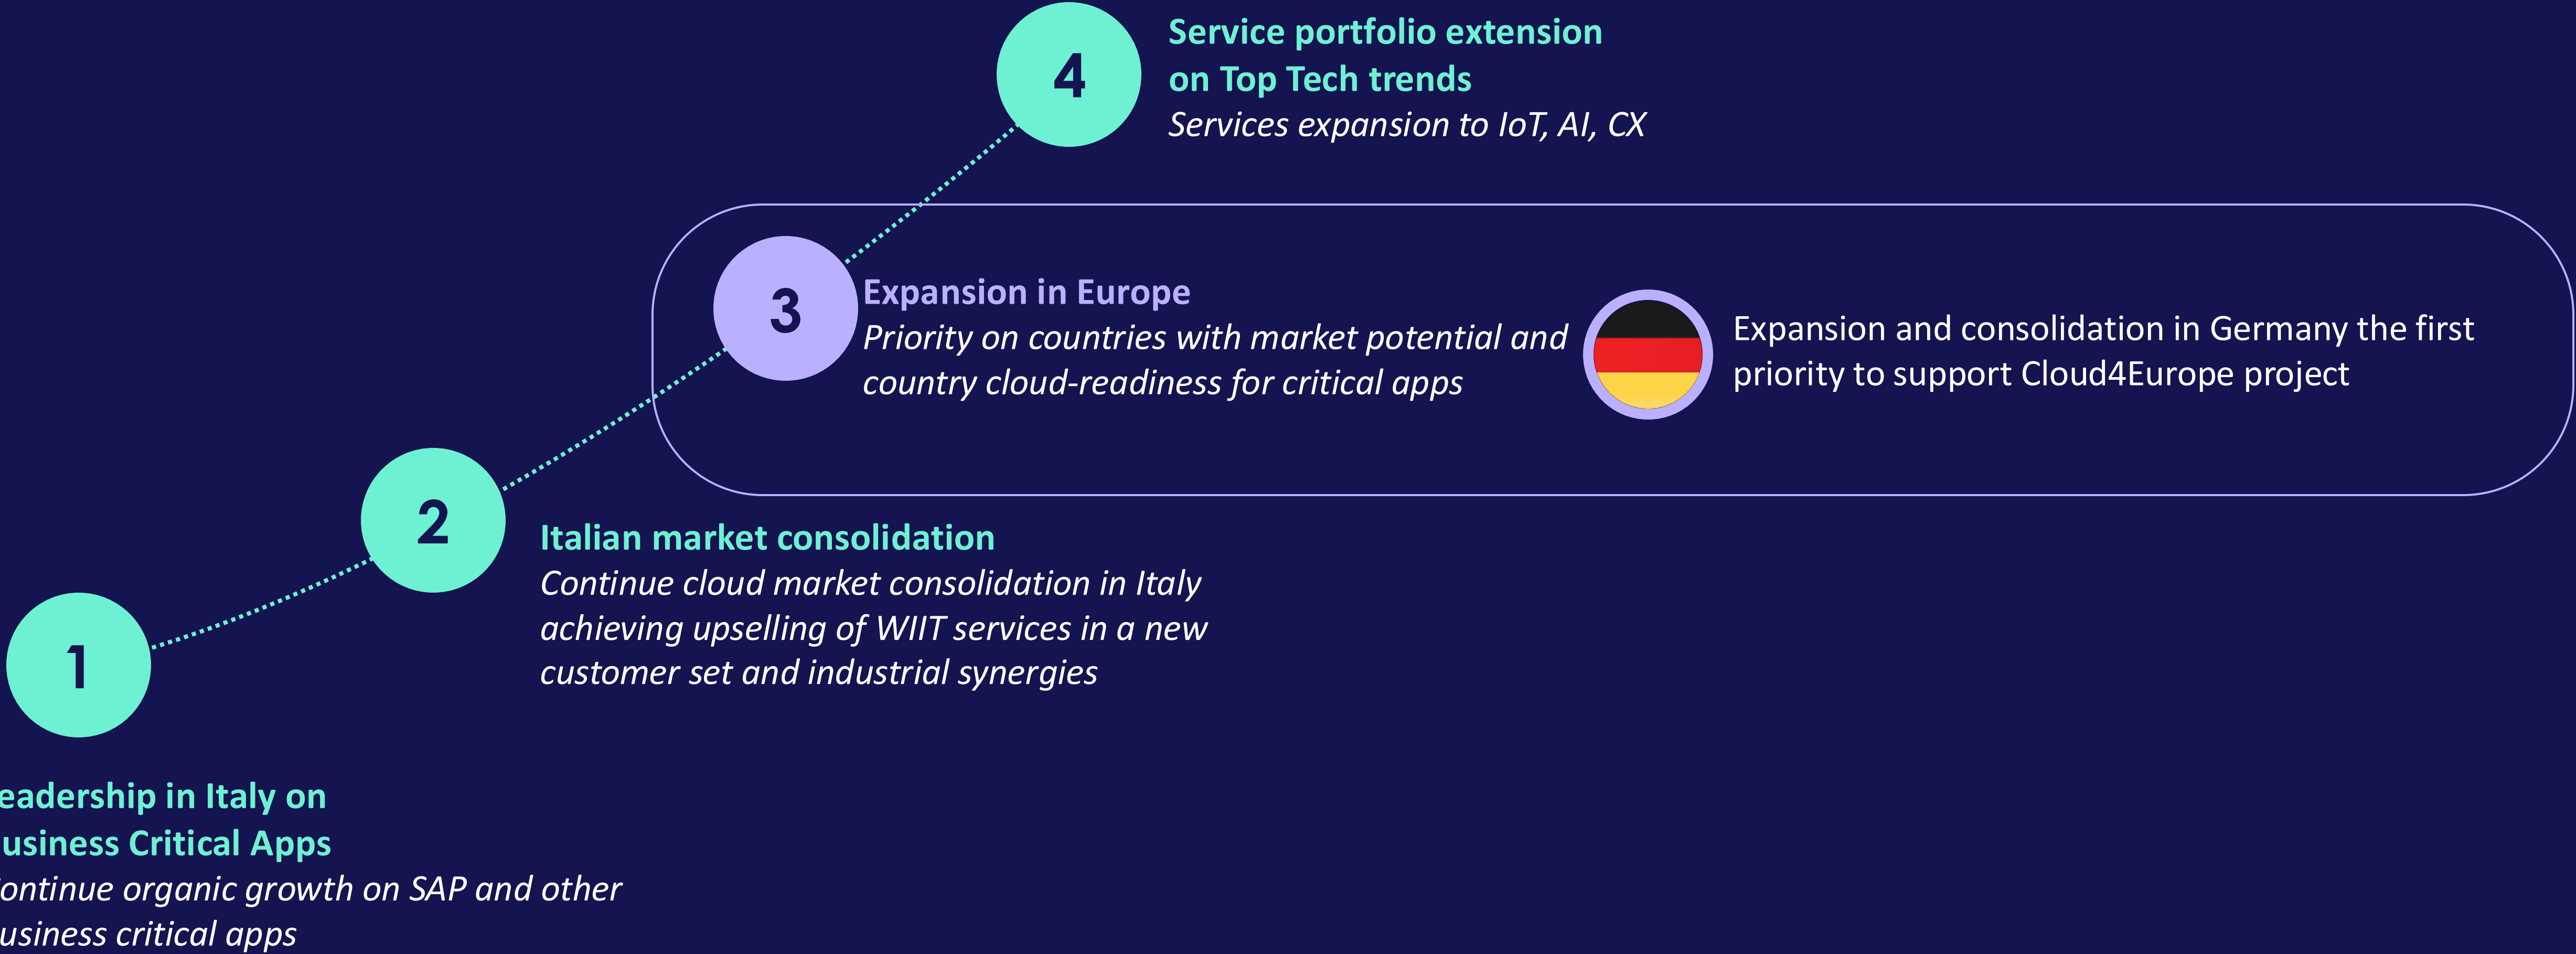 4
Service portfolio extension
on Top Tech trends
Services expansion to IoT, AI, CX
3
Expansion in Europe
Priority on countries with market potential and
country cloud-readiness for critical apps
Expansion and consolidation in Germany the first
priority to support Cloud4Europe project
2
Italian market consolidation
Continue cloud market consolidation in Italy
achieving upselling of WIIT services in a new
customer set and industrial synergies
1
eadership in Italy on
usiness Critical Apps
ontinue organic growth on SAP and other
usiness critical apps